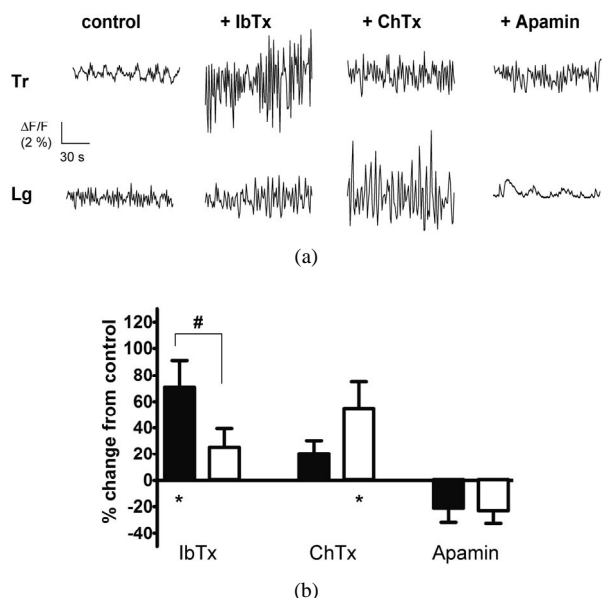 control + IbTx + ChTx + Apamin
Tr
ΔF/F
(2 %)
30 s
Lg
(a)
% change from control
120
100
80
60
40
20
0
-20
-40
#
* *
IbTx ChTx Apamin
(b)